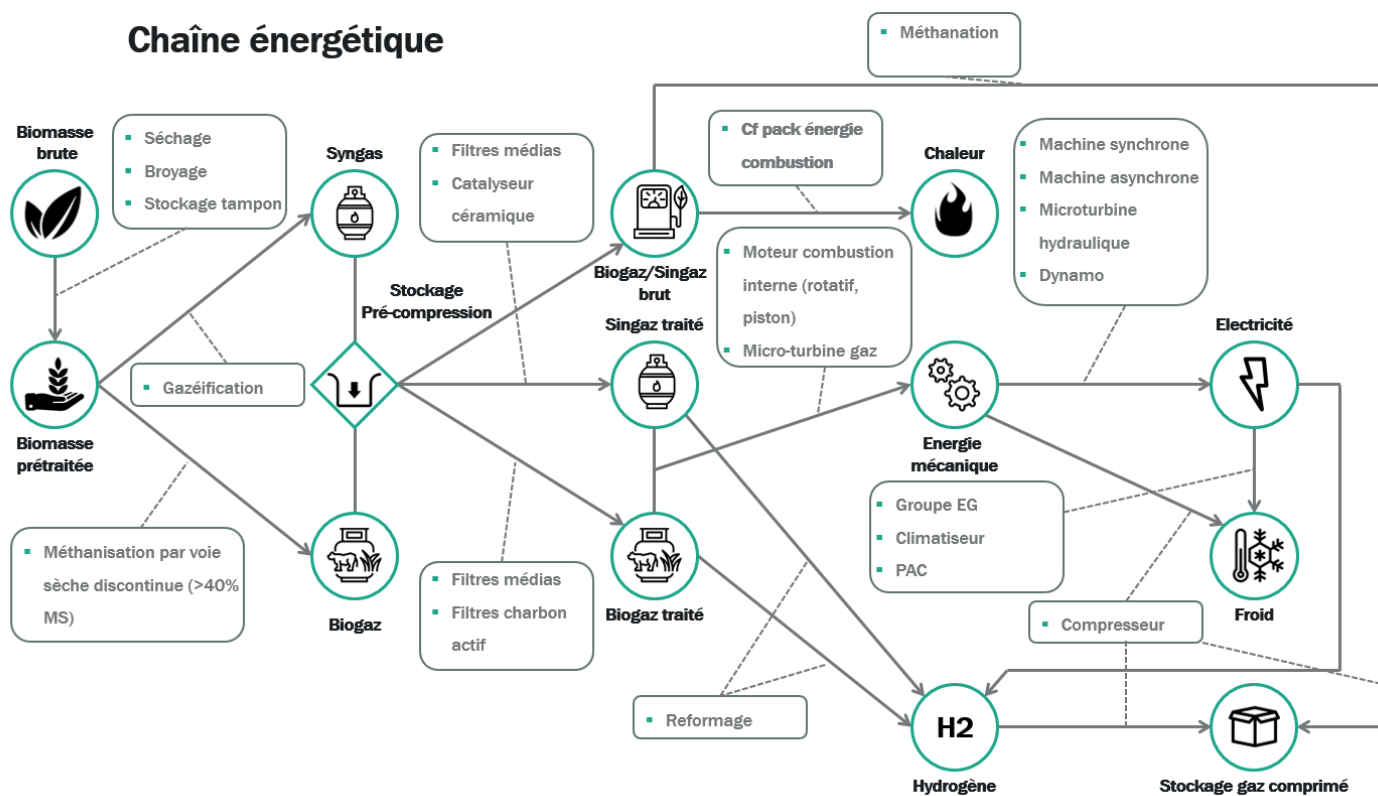 Chaîne énergétique
Méthanation
Biomasse
brute
Séchage
Broyage
Stockage tampon
Syngas
Filtres médias
Catalyseur
céramique
Cf pack énergie
combustion
Chaleur
Machine synchrone
Machine asynchrone
Microturbine
hydraulique
Dynamo
Biogaz/Singaz
brut
Moteur combustion
interne (rotatif,
piston)
Micro-turbine gaz
Stockage
Pré-compression
Singaz traité
Electricité
Gazéification
Biomasse
prétraitée
Energie
mécanique
Groupe EG
Climatiseur
PAC
Méthanisation par voie
sèche discontinue (>40%
MS)
Biogaz
Filtres médias
Filtres charbon
actif
Biogaz traité
Froid
Compresseur
Reformage
H2
Hydrogène
Stockage gaz comprimé